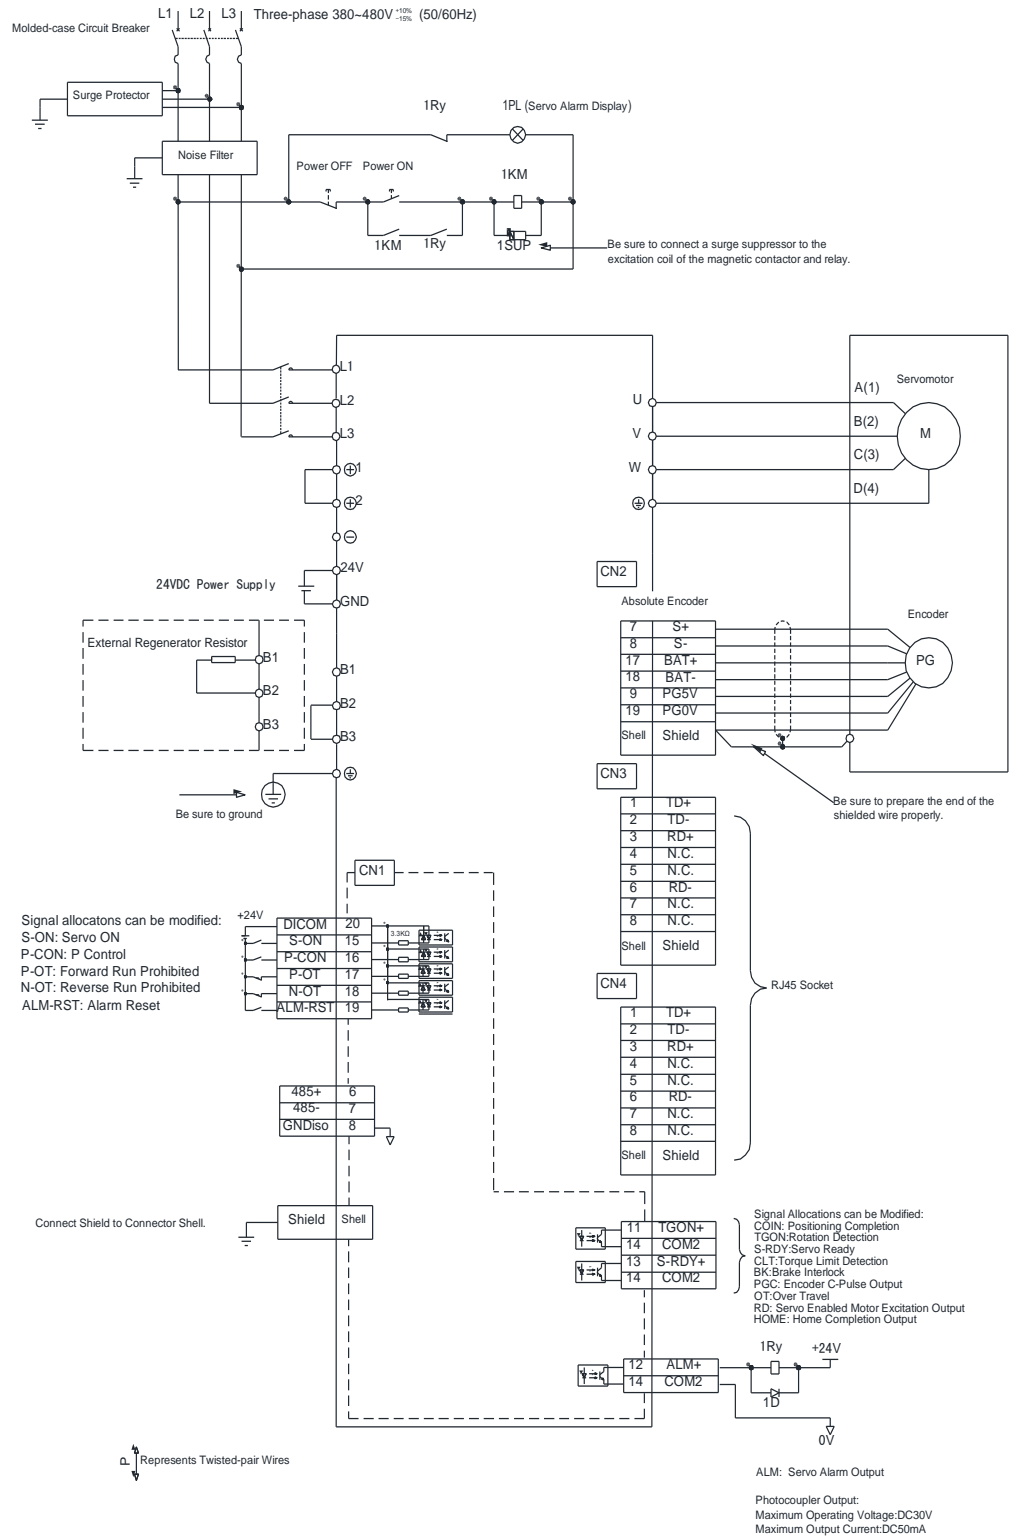 L1 L2 L3 Three-phase 380~480V +10% -15% (50/60Hz)
Molded-case Circuit Breaker
Surge Protector
Noise Filter
1Ry
1PL (Servo Alarm Display)
Power OFF Power ON
1KM
1KM
1Ry
1SUP
Be sure to connect a surge suppressor to the
excitation coil of the magnetic contactor and relay.
L1
L2
L3
⊕1
⊕2
⊖
24V
GND
24VDC Power Supply
External Regenerator Resistor
B1
B2
B3
B1
B2
B3
Be sure to ground
U
V
W
A(1)
B(2)
C(3)
D(4)
Servomotor
M
CN2
Absolute Encoder
7 S+
8 S-
17 BAT+
18 BAT-
9 PG5V
19 PG0V
Shell Shield
Encoder
PG
Be sure to prepare the end of the
shielded wire properly.
CN3
1 TD+
2 TD-
3 RD+
4 N.C.
5 N.C.
6 RD-
7 N.C.
8 N.C.
Shell Shield
CN4
1 TD+
2 TD-
3 RD+
4 N.C.
5 N.C.
6 RD-
7 N.C.
8 N.C.
Shell Shield
RJ45 Socket
CN1
Signal allocatons can be modified:
S-ON: Servo ON
P-CON: P Control
P-OT: Forward Run Prohibited
N-OT: Reverse Run Prohibited
ALM-RST: Alarm Reset
+24V
DICOM 20
S-ON 15
P-CON 16
P-OT 17
N-OT 18
ALM-RST 19
3.3KΩ
485+ 6
485- 7
GNDiso 8
Connect Shield to Connector Shell.
Shield Shell
11 TGON+
14 COM2
13 S-RDY+
14 COM2
Signal Allocations can be Modified:
COIN: Positioning Completion
TGON:Rotation Detection
S-RDY:Servo Ready
CLT:Torque Limit Detection
BK:Brake Interlock
PGC: Encoder C-Pulse Output
OT:Over Travel
RD: Servo Enabled Motor Excitation Output
HOME: Home Completion Output
12 ALM+
14 COM2
1Ry
+24V
1D
0V
P Represents Twisted-pair Wires
ALM: Servo Alarm Output
Photocoupler Output:
Maximum Operating Voltage:DC30V
Maximum Output Current:DC50mA